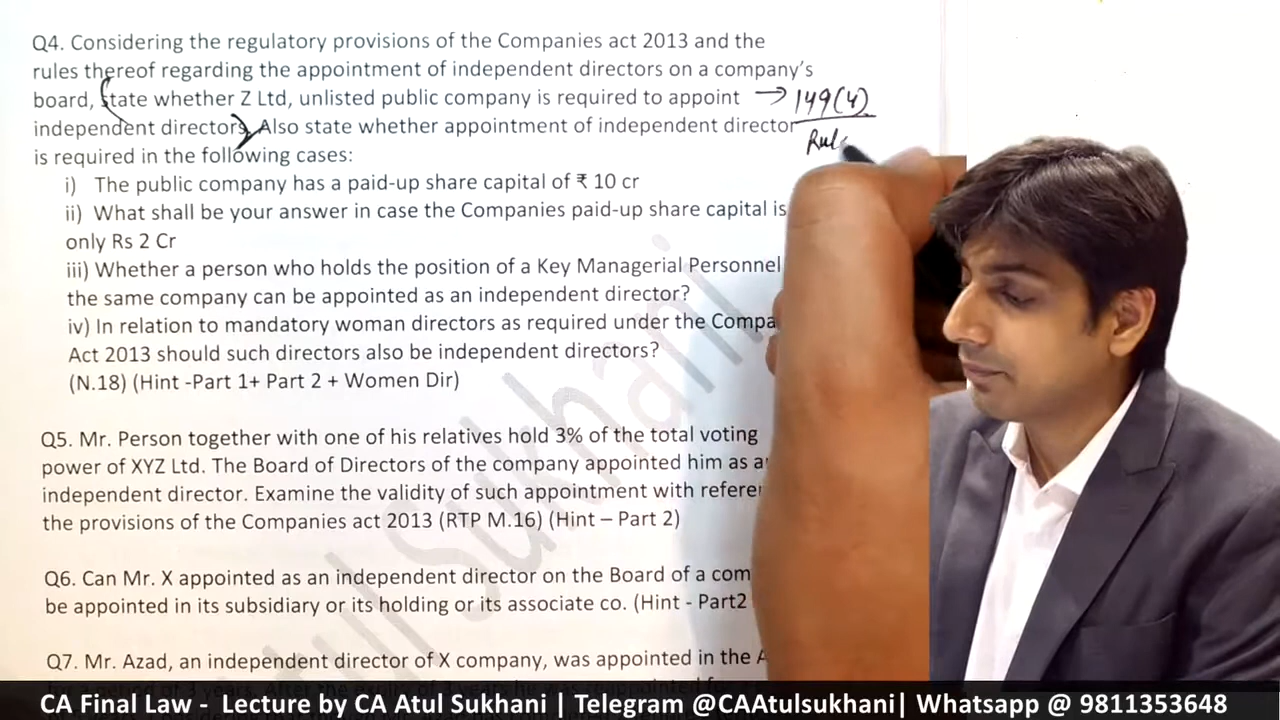 Q4. Considering the regulatory provisions of the Companies act 2013 and the
rules thereof regarding the appointment of independent directors on a company's
board, state whether Z Ltd, unlisted public company is required to appoint → 149(4)
independent director, Also state whether appointment of independent director
Rul
is required in the following cases:
i) The public company has a paid-up share capital of ₹ 10 cr
ii) What shall be your answer in case the Companies paid-up share capital is
only Rs 2 Cr
iii) Whether a person who holds the position of a Key Managerial Personnel
the same company can be appointed as an independent director?
iv) In relation to mandatory woman directors as required under the Compa
Act 2013 should such directors also be independent directors?
(N.18) (Hint -Part 1+ Part 2 + Women Dir)
Q5. Mr. Person together with one of his relatives hold 3% of the total voting
power of XYZ Ltd. The Board of Directors of the company appointed him as a
independent director. Examine the validity of such appointment with refere
the provisions of the Companies act 2013 (RTP M.16) (Hint – Part 2)
Q6. Can Mr. X appointed as an independent director on the Board of a com
be appointed in its subsidiary or its holding or its associate co. (Hint - Part2
Q7. Mr. Azad, an independent director of X company, was appointed in the A
Atul Sukhani
CA Final Law - Lecture by CA Atul Sukhani | Telegram @CAAtulsukhani| Whatsapp @ 9811353648